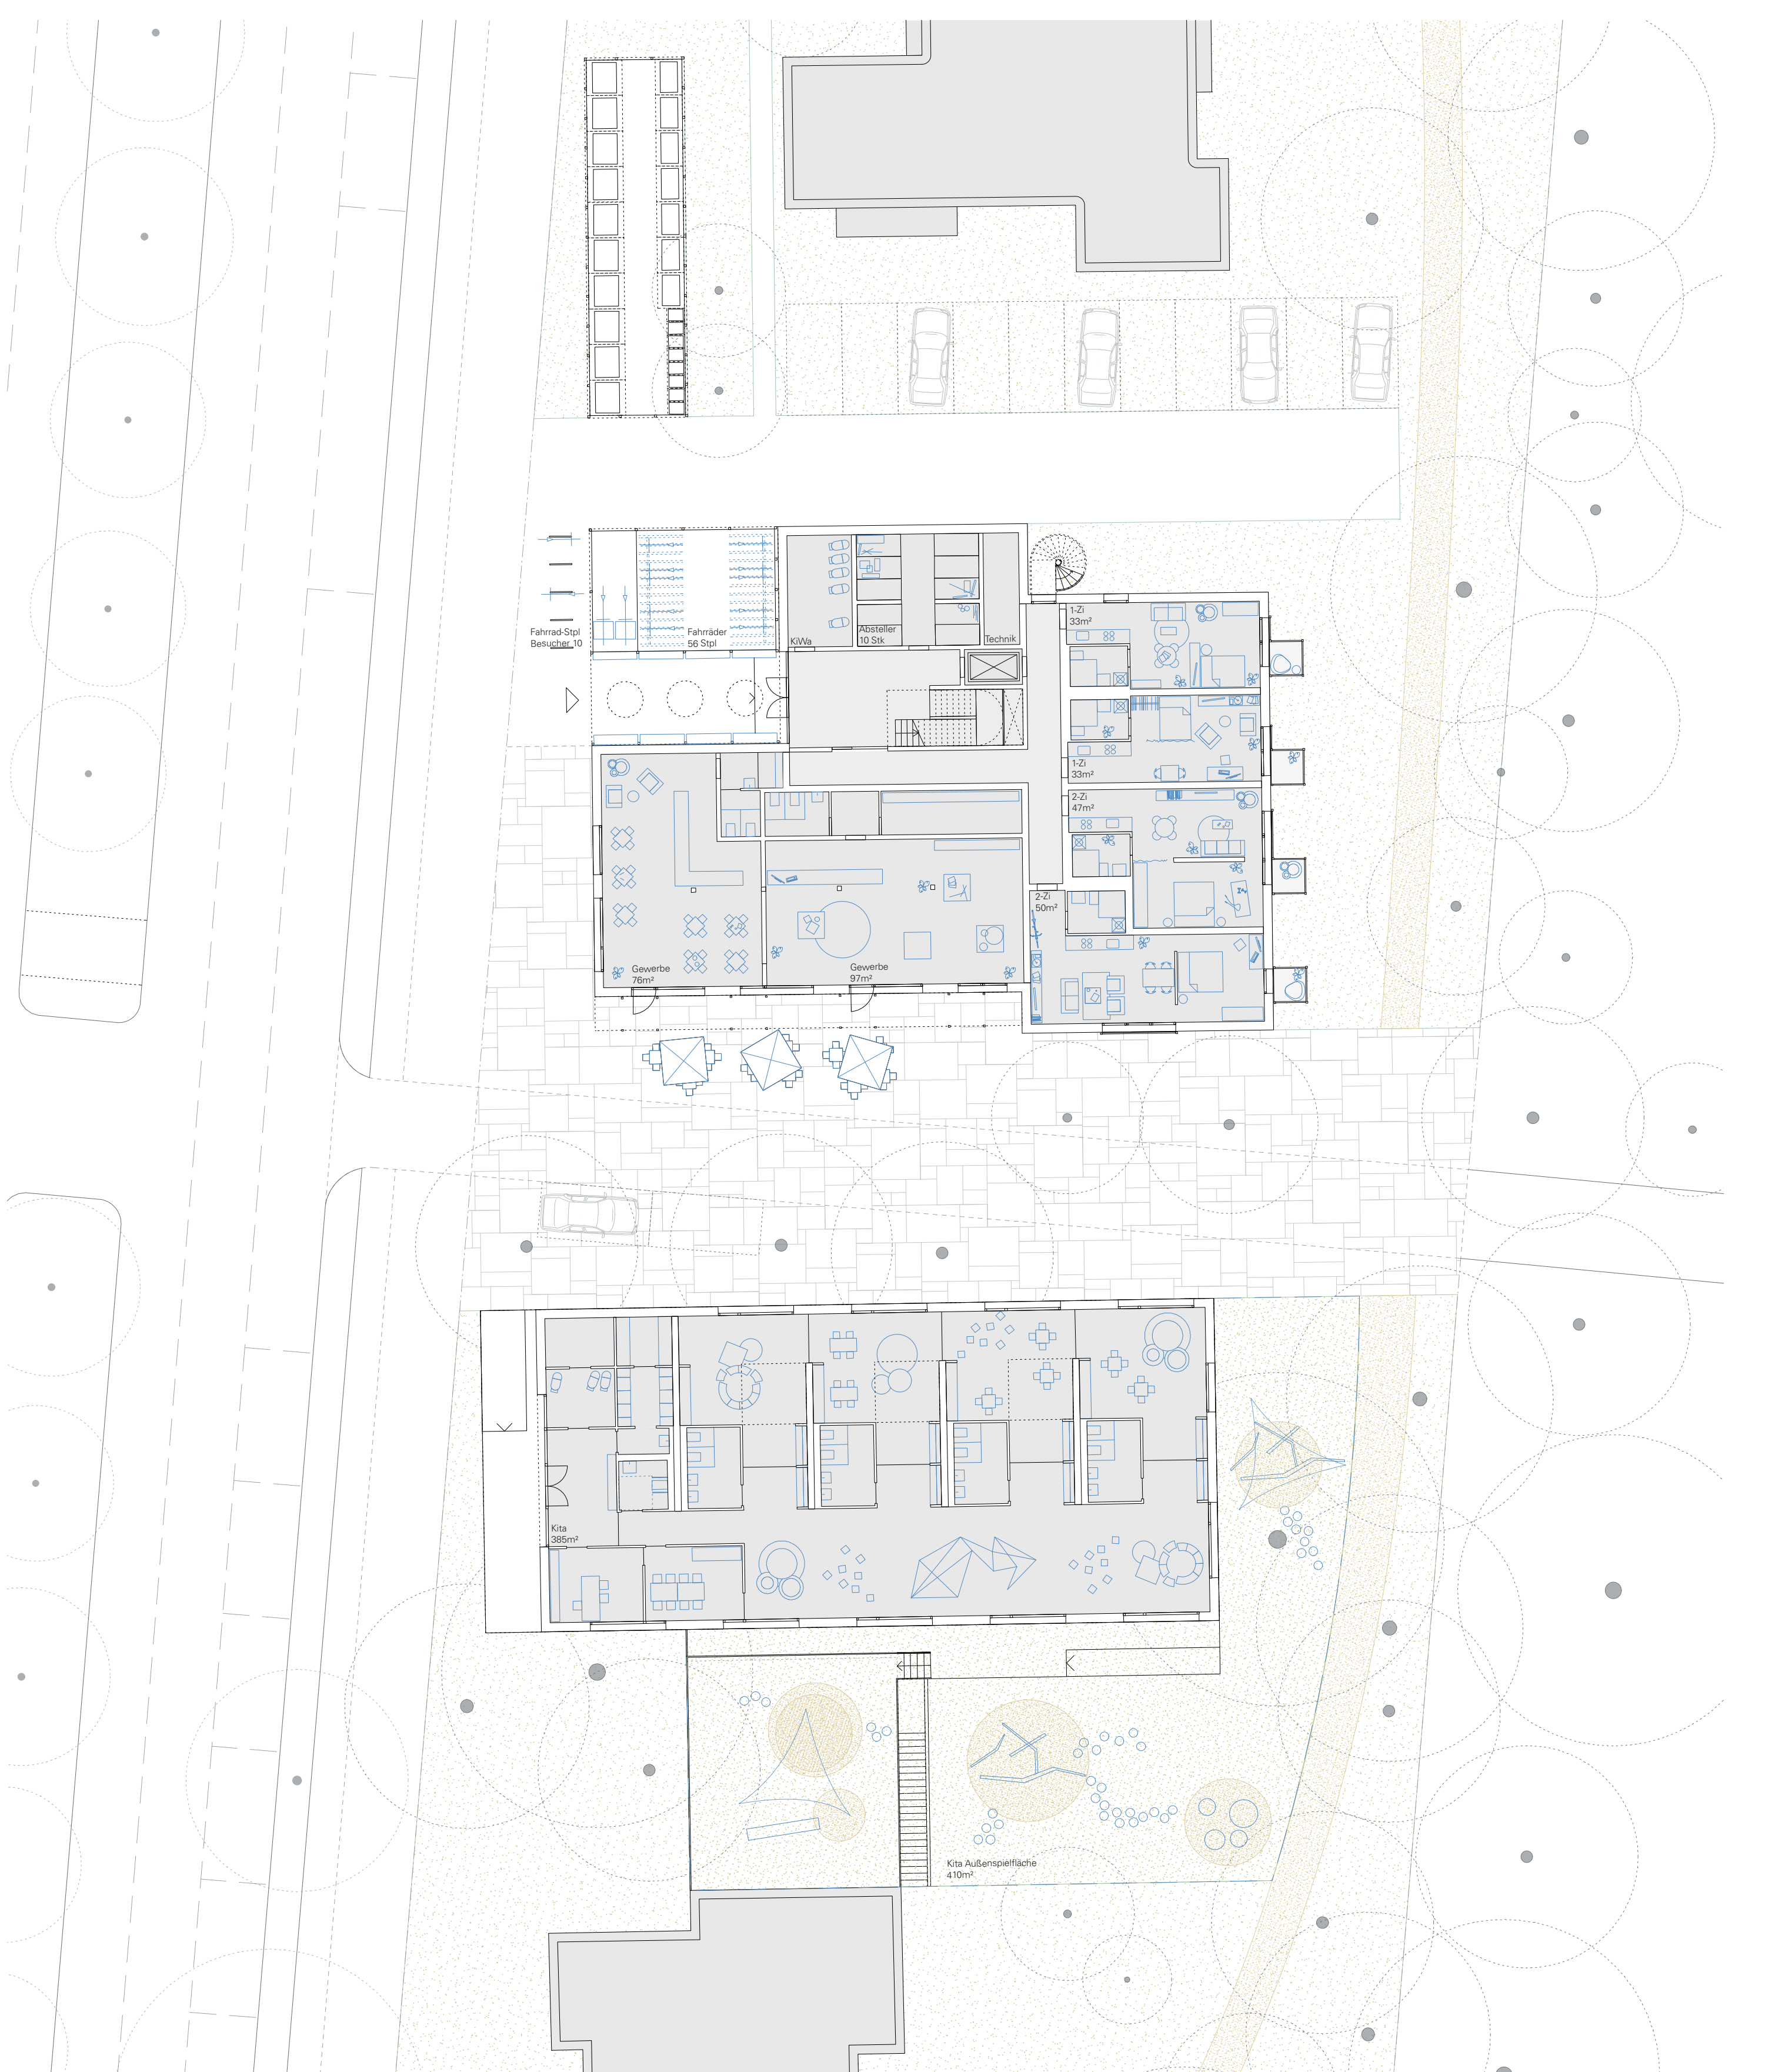 Fahrrad-Stpl
Besucher 10
Fahrräder
56 Stpl
KiWa
Absteller
10 Stk
Technik
1-Zi
33m²
1-Zi
33m²
2-Zi
47m²
2-Zi
50m²
Gewerbe
76m²
Gewerbe
97m²
Kita
385m²
Kita Außenspielfläche
410m²